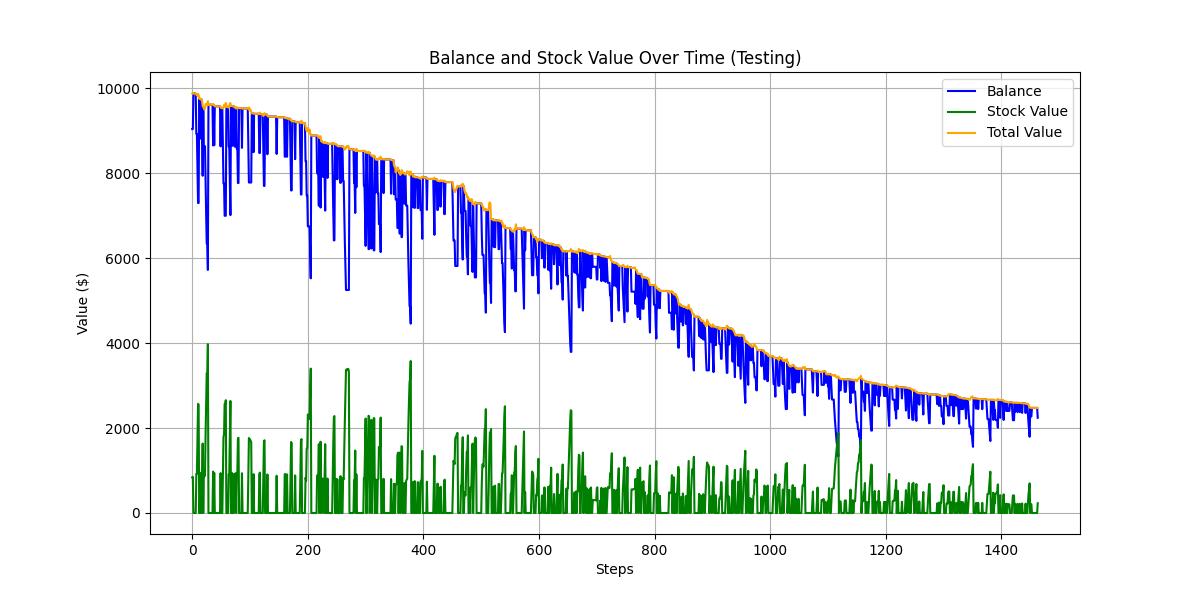 Balance and Stock Value Over Time (Testing)
Balance
Stock Value
Total Value
Value ($)
10000
8000
6000
4000
2000
0
0 200 400 600 800 1000 1200 1400
Steps